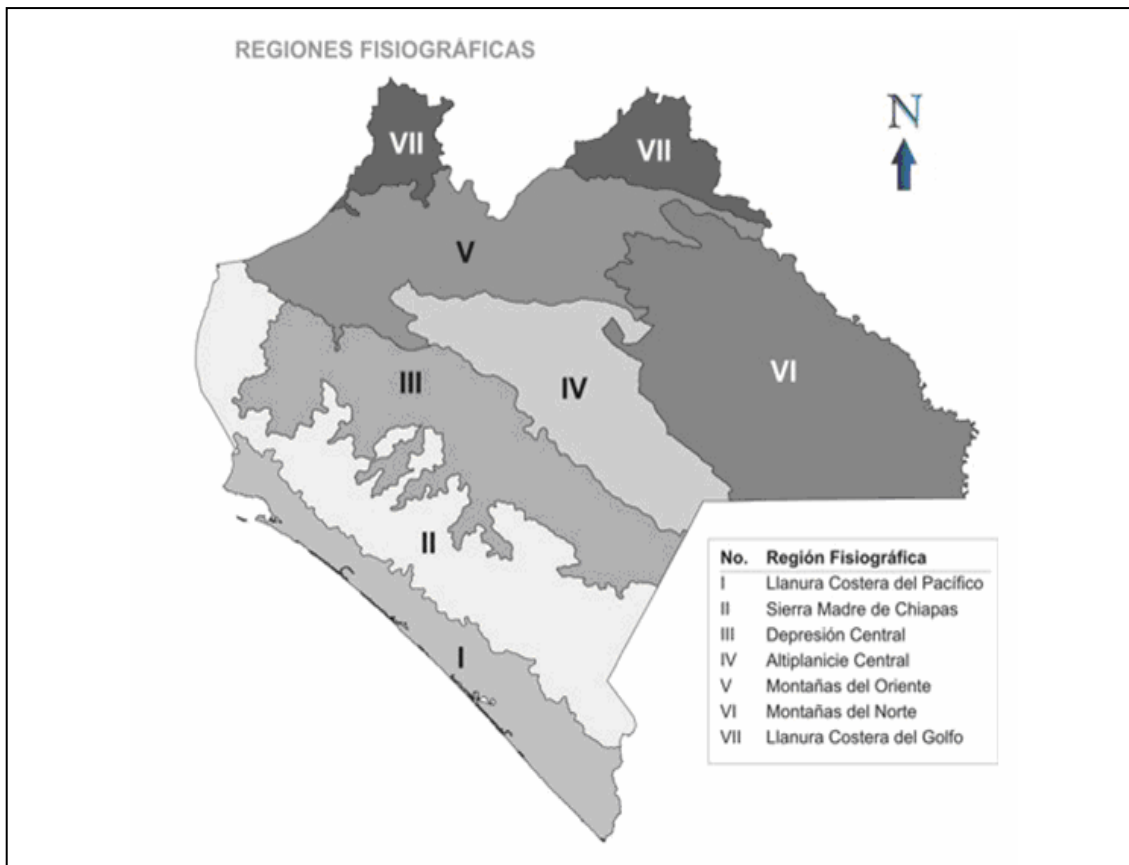 REGIONES FISIOGRÁFICAS
N
VII
VII
V
VI
III
IV
II
I
No. Región Fisiográfica
I Llanura Costera del Pacífico
II Sierra Madre de Chiapas
III Depresión Central
IV Altiplanicie Central
V Montañas del Oriente
VI Montañas del Norte
VII Llanura Costera del Golfo